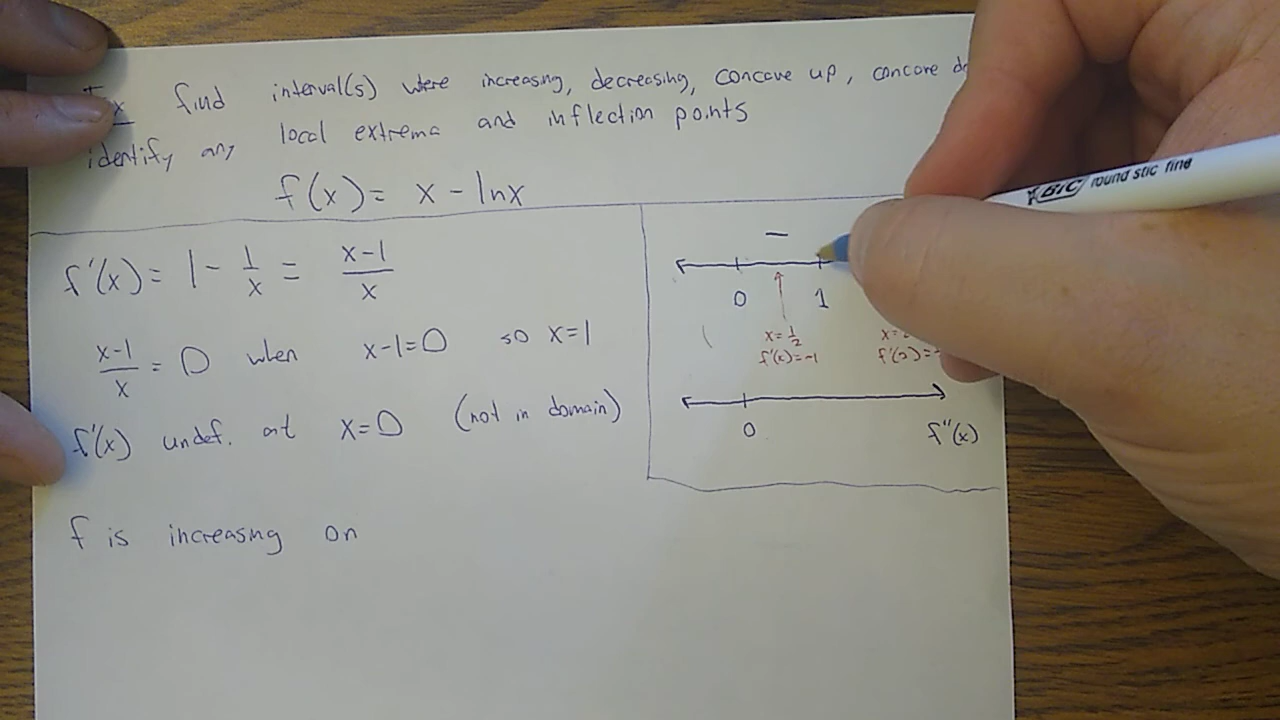 Ex find interval(s) where increasing, decreasing, concave up, concave
identify any local extrema and inflection points
f(x) = x - lnx
f'(x) = 1 - 1/x = (x-1)/x
(x-1)/x = 0 when x-1=0 so x=1
f'(x) undef. at x=0 (not in domain)
f is increasing on
—
0 1
x=1/2
f'(x)=-1
x=
f'(2)=
0
f"(x)
BIC round stic fine